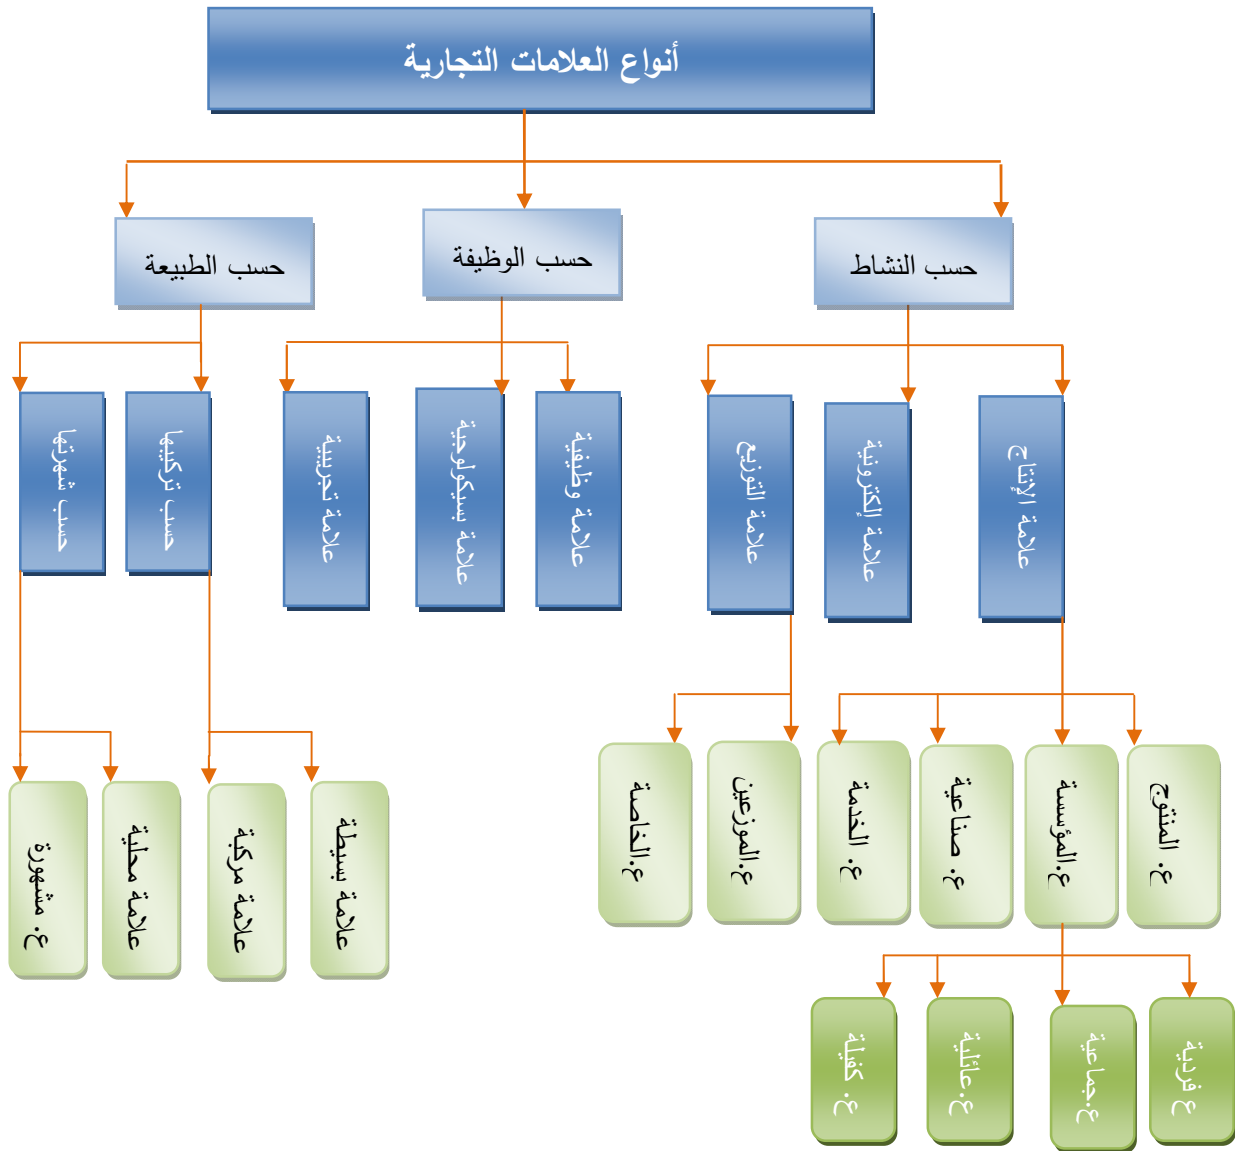 أنواع العلامات التجارية
حسب النشاط
حسب الوظيفة
حسب الطبيعة
علامة الإنتاج
علامة إلكترونية
علامة التوزيع
علامة وظيفية
علامة بسيكولوجية
علامة تجريبية
حسب تركيبها
حسب شهرتها
ع. المنتوج
ع.المؤسسة
ع. صناعية
ع. الخدمة
ع.الموزعين
ع.الخاصة
علامة بسيطة
علامة مركبة
علامة محلية
ع. مشهورة
ع فردية
ع.جماعية
ع.عائلية
ع. كفيلة